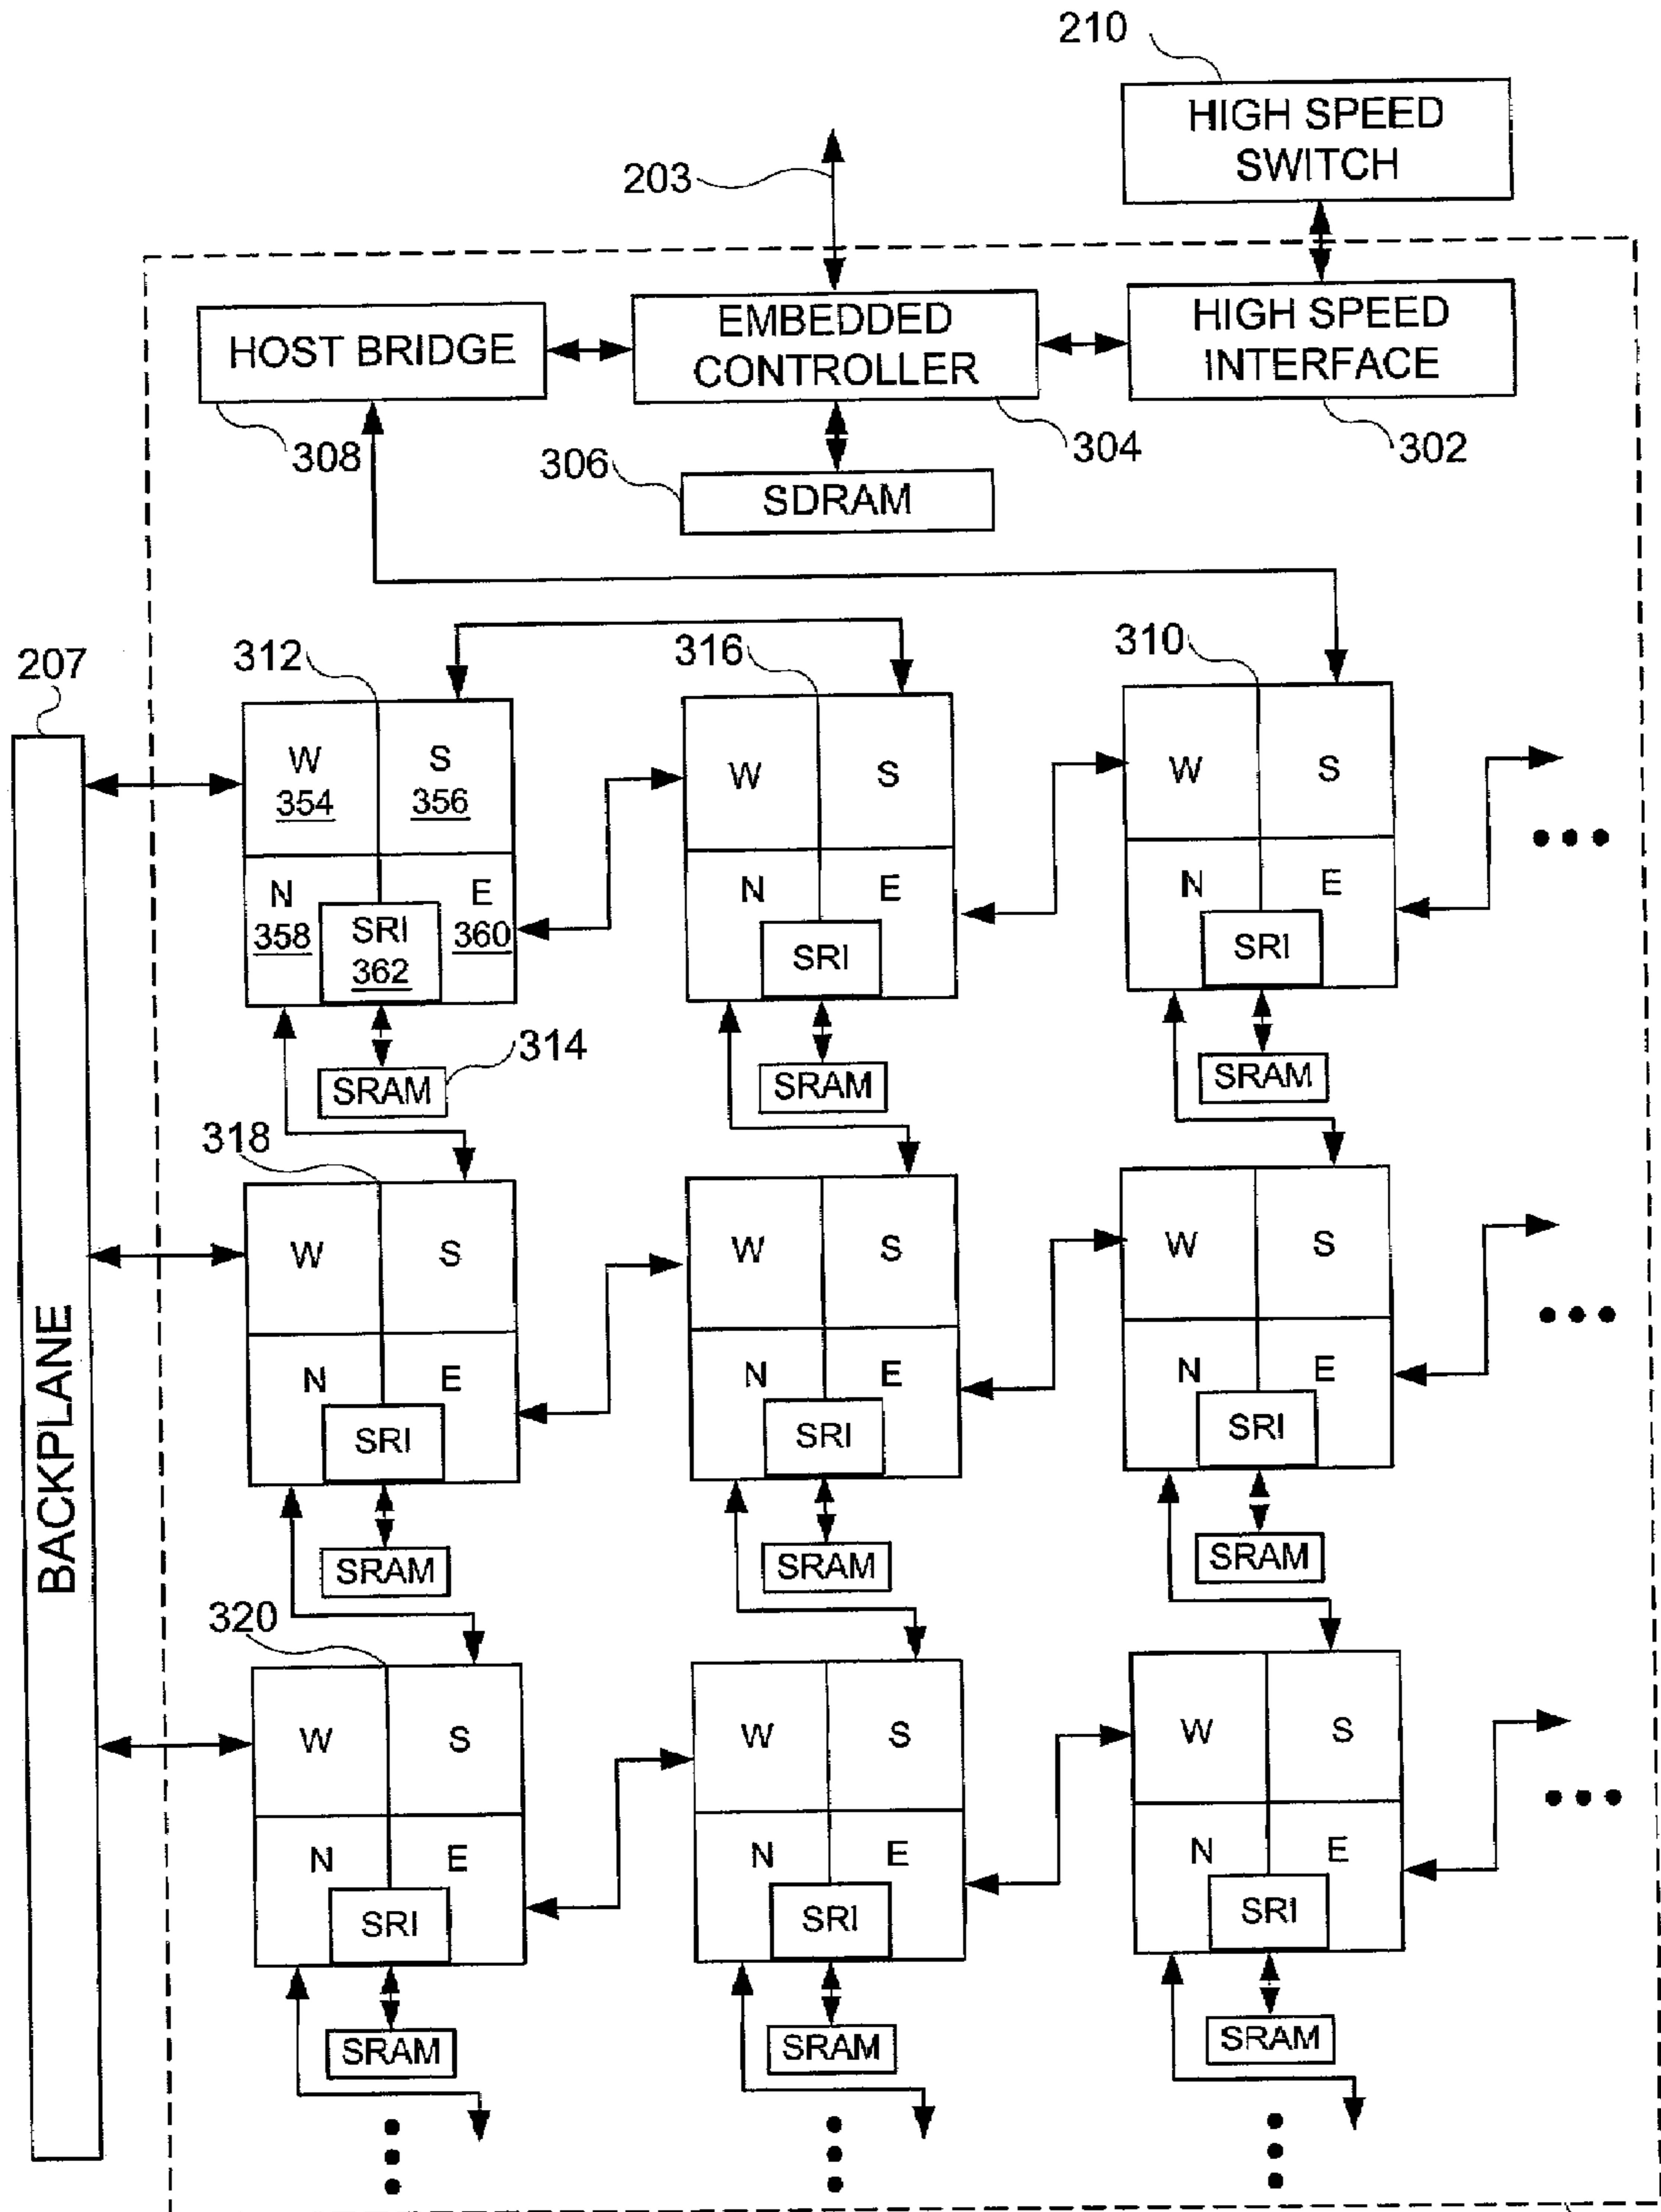 210
HIGH SPEED
SWITCH
203
HOST BRIDGE
EMBEDDED
CONTROLLER
HIGH SPEED
INTERFACE
308
304
302
306
SDRAM
207
BACKPLANE
312
316
310
W
354
S
356
N
358
E
360
SRI
362
W
S
N
E
SRI
W
S
N
E
SRI
SRAM
314
SRAM
SRAM
318
W
S
N
E
SRI
W
S
N
E
SRI
W
S
N
E
SRI
SRAM
SRAM
SRAM
320
W
S
N
E
SRI
W
S
N
E
SRI
W
S
N
E
SRI
SRAM
SRAM
SRAM